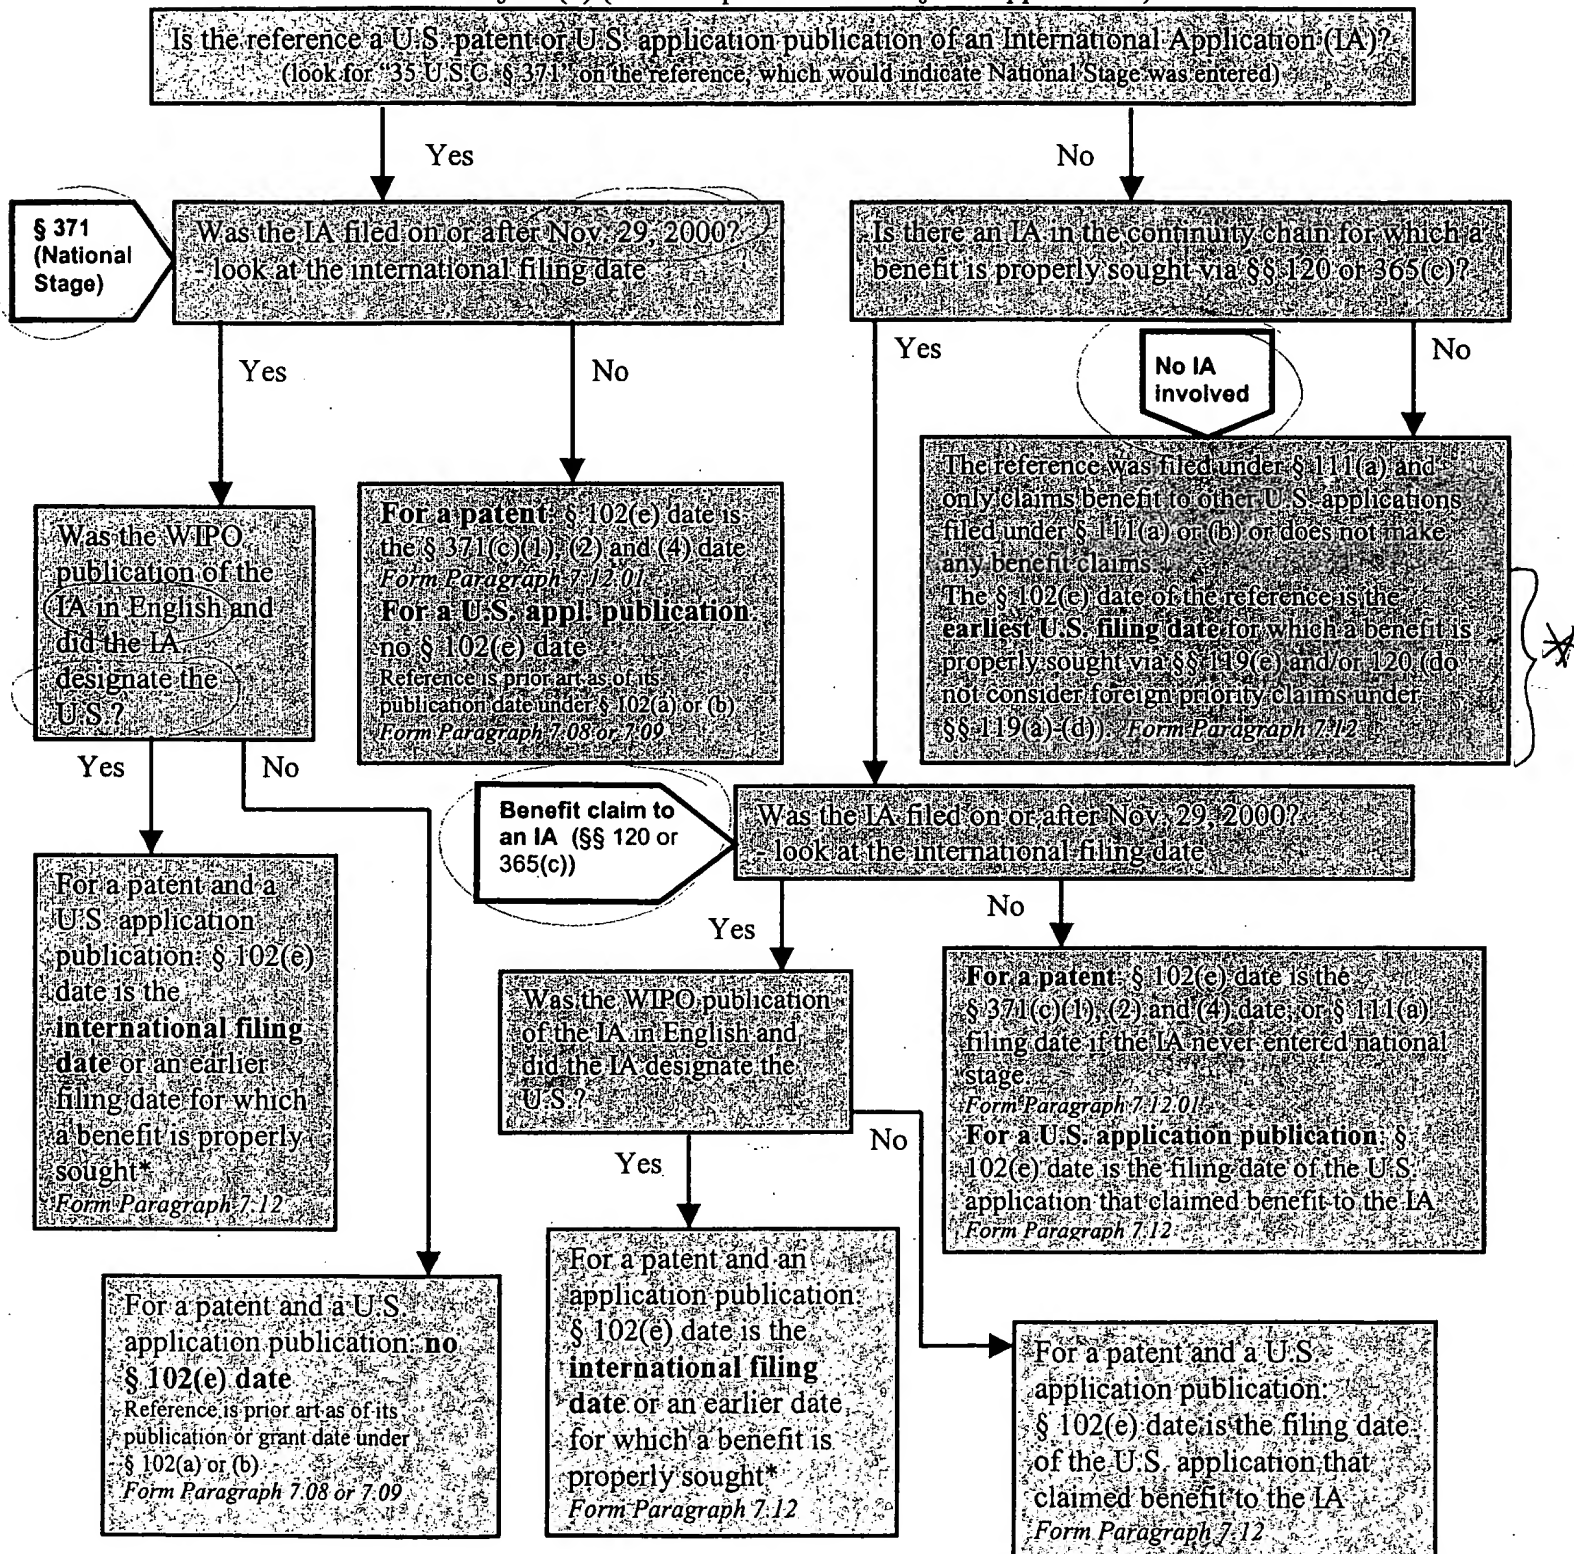 Is the reference a U.S. patent or U.S. application publication of an International Application (IA)?
(look for "35 U.S.C. § 371" on the reference, which would indicate National Stage was entered)
Yes
No
§ 371
(National
Stage)
Was the IA filed on or after Nov. 29, 2000?
- look at the international filing date
Is there an IA in the continuity chain for which a
benefit is properly sought via §§ 120 or 365(c)?
Yes
No
Yes
No
No IA
involved
Was the WIPO
publication of the
IA in English and
did the IA
designate the
U.S.?
For a patent: § 102(e) date is
the § 371(c)(1), (2) and (4) date
Form Paragraph 7.12.01
For a U.S. appl. publication:
no § 102(e) date
Reference is prior art as of its
publication date under § 102(a) or (b)
Form Paragraph 7.08 or 7.09
The reference was filed under § 111(a) and
only claims benefit to other U.S. applications
filed under § 111(a) or (b) or does not make
any benefit claims.
The § 102(e) date of the reference is the
earliest U.S. filing date for which a benefit is
properly sought via §§ 119(e) and/or 120 (do
not consider foreign priority claims under
§§ 119(a)-(d)). Form Paragraph 7.12
Yes
No
Benefit claim to
an IA (§§ 120 or
365(c))
Was the IA filed on or after Nov. 29, 2000?
- look at the international filing date
For a patent and a
U.S. application
publication: § 102(e)
date is the
international filing
date or an earlier
filing date for which
a benefit is properly
sought*
Form Paragraph 7.12
Yes
No
Was the WIPO publication
of the IA in English and
did the IA designate the
U.S.?
For a patent: § 102(e) date is the
§ 371(c)(1), (2) and (4) date, or § 111(a)
filing date if the IA never entered national
stage.
Form Paragraph 7.12.01
For a U.S. application publication: §
102(e) date is the filing date of the U.S.
application that claimed benefit to the IA
Form Paragraph 7.12
Yes
No
For a patent and a U.S.
application publication: no
§ 102(e) date
Reference is prior art as of its
publication or grant date under
§ 102(a) or (b)
Form Paragraph 7.08 or 7.09
For a patent and an
application publication:
§ 102(e) date is the
international filing
date or an earlier date
for which a benefit is
properly sought*
Form Paragraph 7.12
For a patent and a U.S.
application publication:
§ 102(e) date is the filing date
of the U.S. application that
claimed benefit to the IA
Form Paragraph 7.12